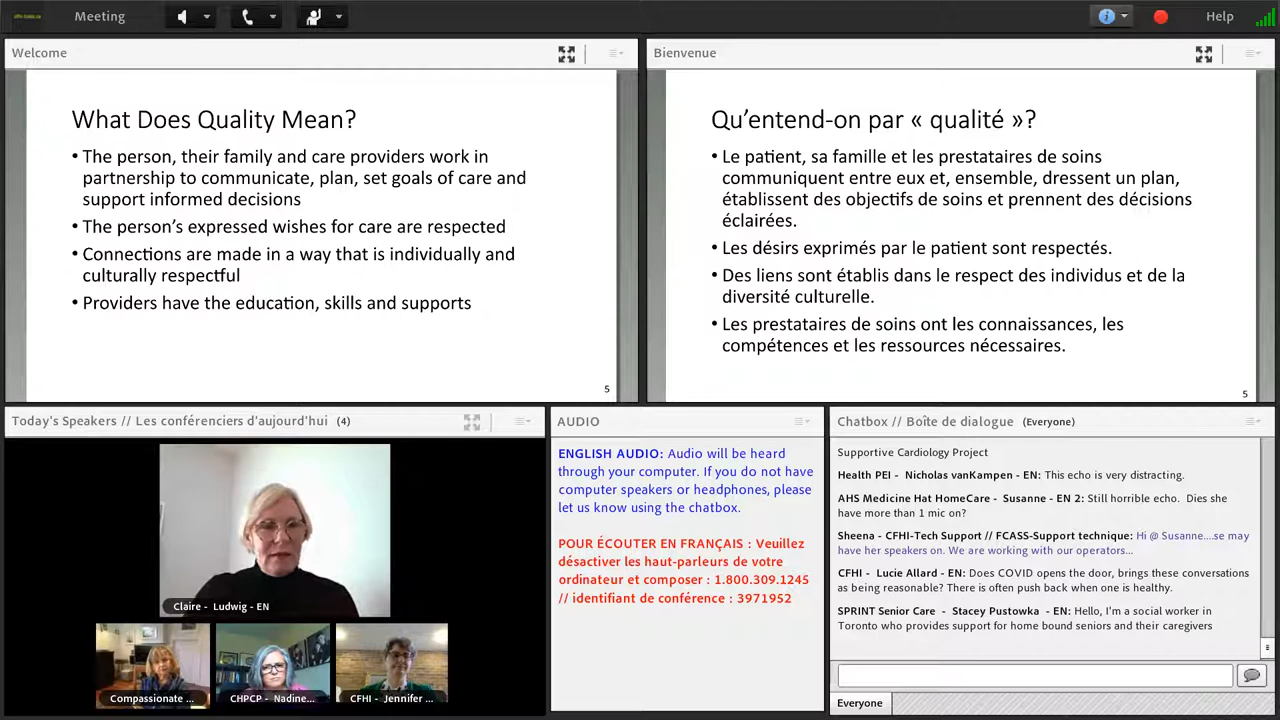 Meeting
Help
Welcome
What Does Quality Mean?
• The person, their family and care providers work in
partnership to communicate, plan, set goals of care and
support informed decisions
• The person's expressed wishes for care are respected
• Connections are made in a way that is individually and
culturally respectful
• Providers have the education, skills and supports
5
Bienvenue
Qu'entend-on par « qualité »?
• Le patient, sa famille et les prestataires de soins
communiquent entre eux et, ensemble, dressent un plan,
établissent des objectifs de soins et prennent des décisions
éclairées.
• Les désirs exprimés par le patient sont respectés.
• Des liens sont établis dans le respect des individus et de la
diversité culturelle.
• Les prestataires de soins ont les connaissances, les
compétences et les ressources nécessaires.
5
Today's Speakers // Les conférenciers d'aujourd'hui (4)
Claire - Ludwig - EN
Compassionate ...
CHPCP - Nadine...
CFHI - Jennifer ...
AUDIO
ENGLISH AUDIO: Audio will be heard
through your computer. If you do not have
computer speakers or headphones, please
let us know using the chatbox.
POUR ÉCOUTER EN FRANÇAIS : Veuillez
désactiver les haut-parleurs de votre
ordinateur et composer : 1.800.309.1245
// identifiant de conférence : 3971952
Chatbox // Boîte de dialogue (Everyone)
Supportive Cardiology Project
Health PEI - Nicholas vanKampen - EN: This echo is very distracting.
AHS Medicine Hat HomeCare - Susanne - EN 2: Still horrible echo. Dies she
have more than 1 mic on?
Sheena - CFHI-Tech Support // FCASS-Support technique: Hi @ Susanne....se may
have her speakers on. We are working with our operators...
CFHI - Lucie Allard - EN: Does COVID opens the door, brings these conversations
as being reasonable? There is often push back when one is healthy.
SPRINT Senior Care - Stacey Pustowka - EN: Hello, I'm a social worker in
Toronto who provides support for home bound seniors and their caregivers
Everyone